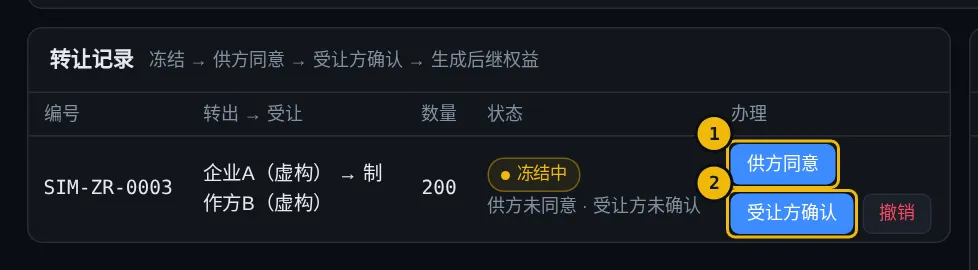 转让记录 冻结 → 供方同意 → 受让方确认 → 生成后继权益
编号 转出 → 受让 数量 状态 办理
SIM-ZR-0003 企业A（虚构） → 制作方B（虚构） 200 冻结中
供方未同意 · 受让方未确认
1 供方同意
2 受让方确认 撤销